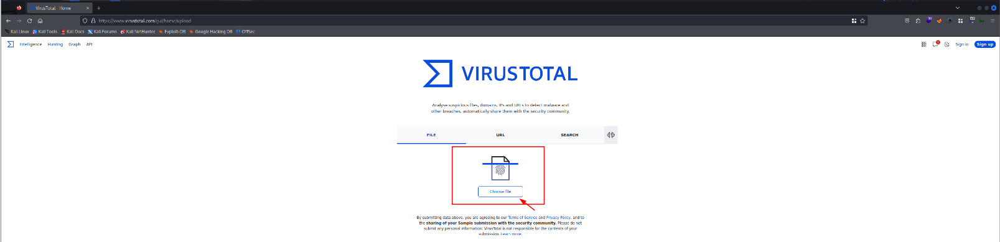 VirusTotal - Home
https://www.virustotal.com/gui/home/upload
Kali Linux Kali Tools Kali Docs Kali Forums Kali NetHunter Exploit-DB Google Hacking DB OffSec
Intelligence Hunting Graph API Sign in Sign up
VIRUSTOTAL
Analyse suspicious files, domains, IPs and URLs to detect malware and
other breaches, automatically share them with the security community.
FILE URL SEARCH
Choose file
By submitting data above, you are agreeing to our Terms of Service and Privacy Policy, and to
the sharing of your Sample submission with the security community. Please do not
submit any personal information; VirusTotal is not responsible for the contents of your
submission. Learn more.